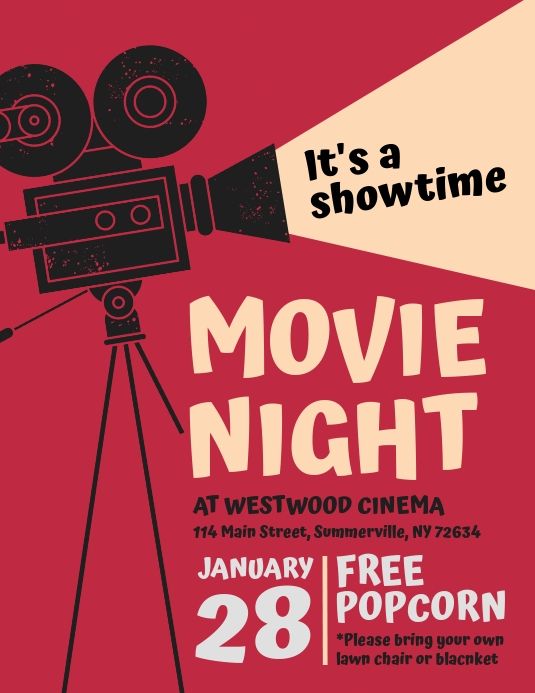 It's a
showtime
MOVIE
NIGHT
AT WESTWOOD CINEMA
114 Main Street, Summerville, NY 72634
JANUARY
28
FREE
POPCORN
*Please bring your own
lawn chair or blacnket